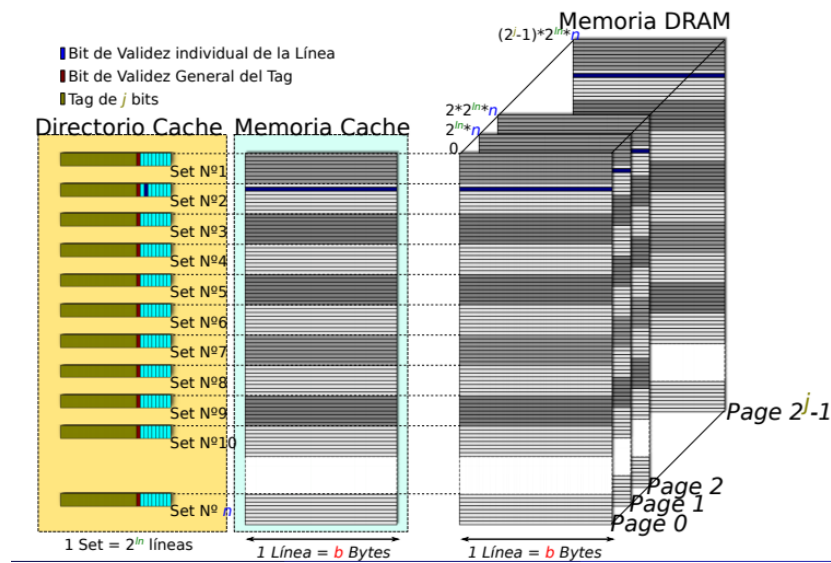 Memoria DRAM
(2^j-1)*2^ln*n
Bit de Validez individual de la Línea
Bit de Validez General del Tag
Tag de j bits
2*2^ln*n
2^ln*n
0
Directorio Cache
Memoria Cache
Set Nº1
Set Nº2
Set Nº3
Set Nº4
Set Nº5
Set Nº6
Set Nº7
Set Nº8
Set Nº9
Set Nº10
Set Nº n
Page 2^j-1
Page 2
Page 1
Page 0
1 Set = 2^ln líneas
1 Línea = b Bytes
1 Línea = b Bytes